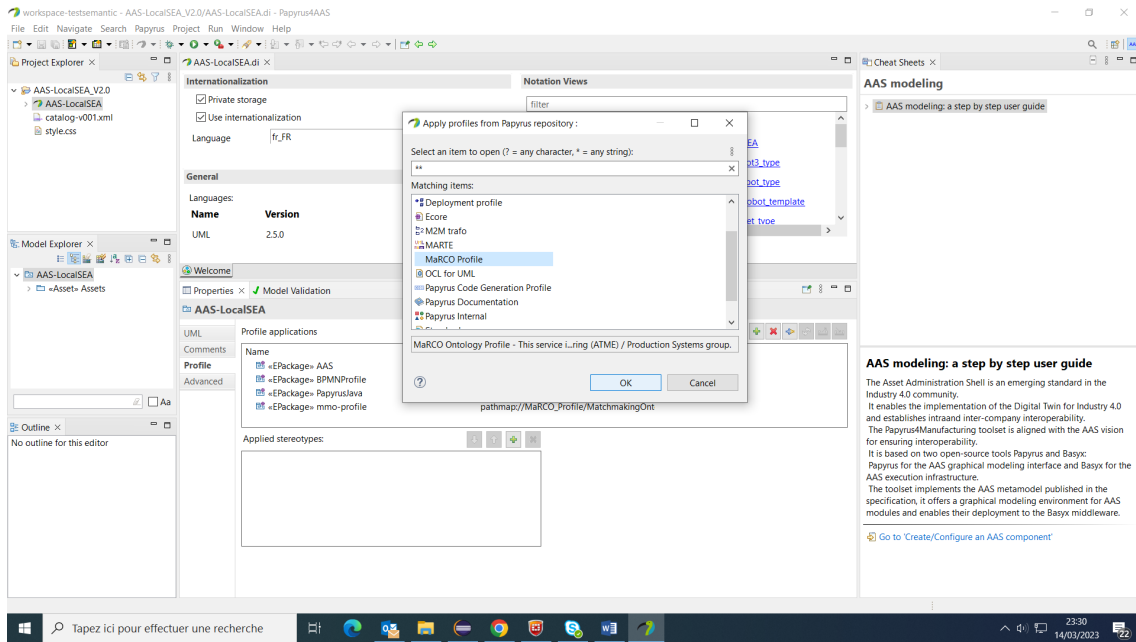 workspace-testsemantic - AAS-LocalSEA_V2.0/AAS-LocalSEA.di - Papyrus4AAS
File Edit Navigate Search Papyrus Project Run Window Help
Project Explorer
AAS-LocalSEA_V2.0
AAS-LocalSEA
catalog-v001.xml
style.css
Model Explorer
AAS-LocalSEA
«Asset» Assets
Aa
Outline
No outline for this editor
AAS-LocalSEA.di
Internationalization
Private storage
Use internationalization
Language fr_FR
General
Languages:
Name Version
UML 2.5.0
Notation Views
filter
EA
ot3_type
bot_type
obot_template
et_type
Welcome
Properties Model Validation
AAS-LocalSEA
UML
Comments
Profile
Advanced
Profile applications
Name
«EPackage» AAS
«EPackage» BPMNProfile
«EPackage» PapyrusJava
«EPackage» mmo-profile pathmap://MaRCO_Profile/MatchmakingOnt
Applied stereotypes:
Apply profiles from Papyrus repository :
Select an item to open (? = any character, * = any string):
**
Matching items:
Deployment profile
Ecore
M2M trafo
MARTE
MaRCO Profile
OCL for UML
Papyrus Code Generation Profile
Papyrus Documentation
Papyrus Internal
MaRCO Ontology Profile - This service i...ring (ATME) / Production Systems group.
OK Cancel
Cheat Sheets
AAS modeling
AAS modeling: a step by step user guide
AAS modeling: a step by step user guide
The Asset Administration Shell is an emerging standard in the
Industry 4.0 community.
It enables the implementation of the Digital Twin for Industry 4.0
and establishes intraand inter-company interoperability.
The Papyrus4Manufacturing toolset is aligned with the AAS vision
for ensuring interoperability.
It is based on two open-source tools Papyrus and Basyx:
Papyrus for the AAS graphical modeling interface and Basyx for the
AAS execution infrastructure.
The toolset implements the AAS metamodel published in the
specification, it offers a graphical modeling environment for AAS
modules and enables their deployment to the Basyx middleware.
Go to 'Create/Configure an AAS component'
Tapez ici pour effectuer une recherche
23:30
14/03/2023
22